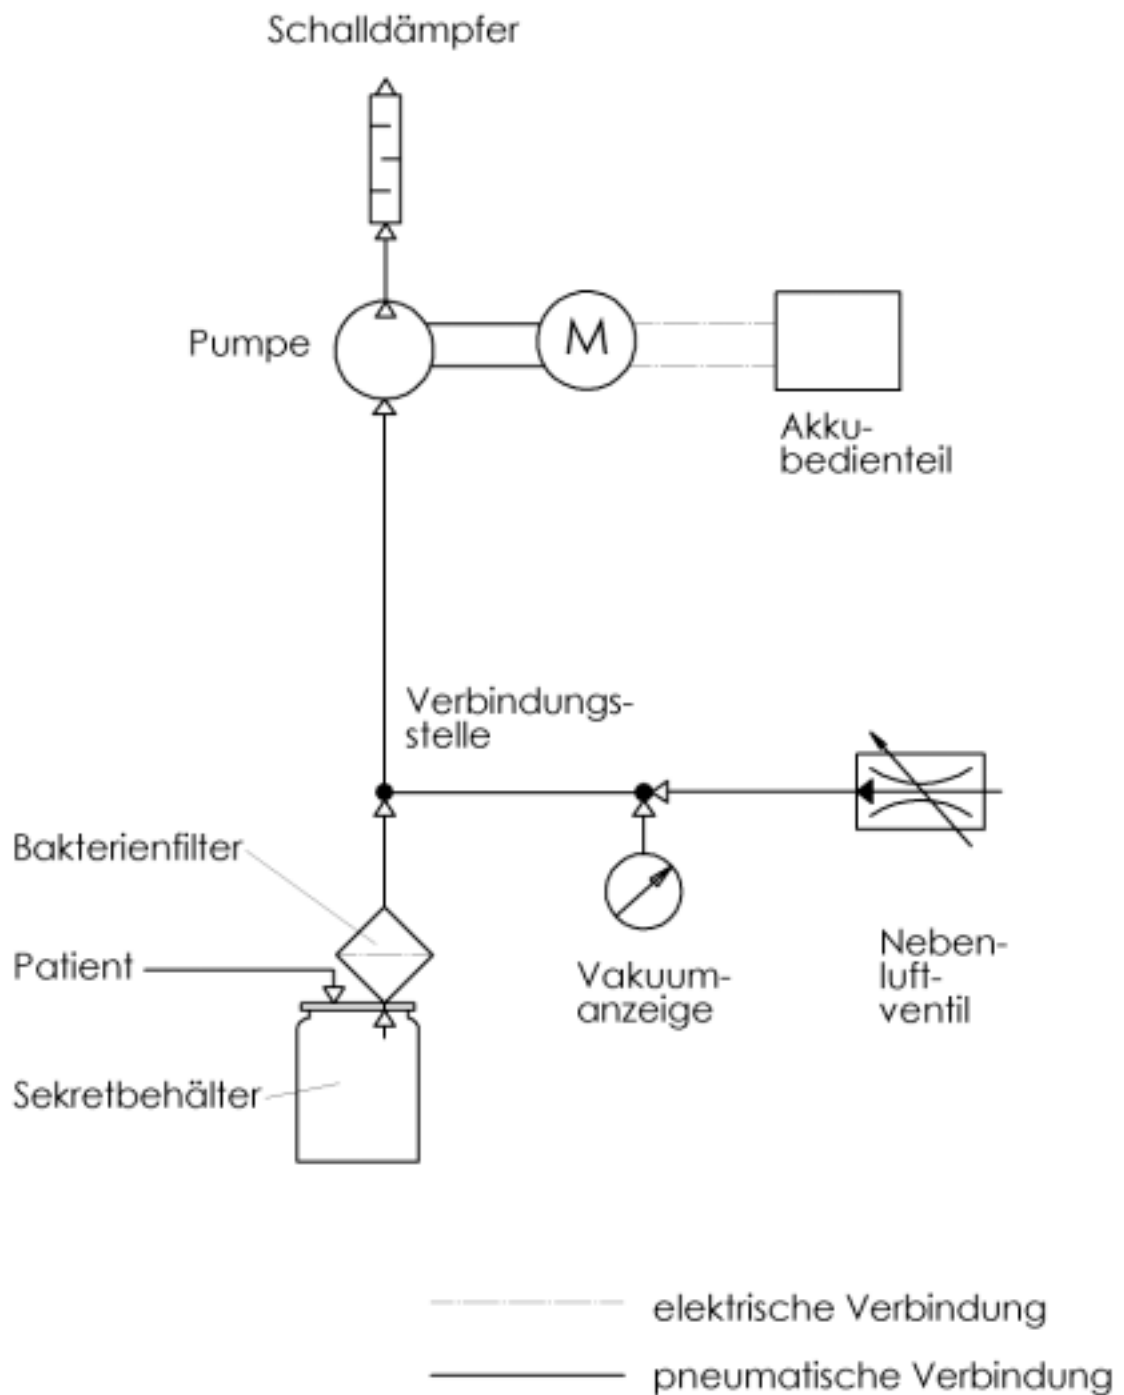 Schalldämpfer
Pumpe
M
Akku-
bedienteil
Verbindungs-
stelle
Bakterienfilter
Patient
Vakuum-
anzeige
Neben-
luft-
ventil
Sekretbehälter
elektrische Verbindung
pneumatische Verbindung